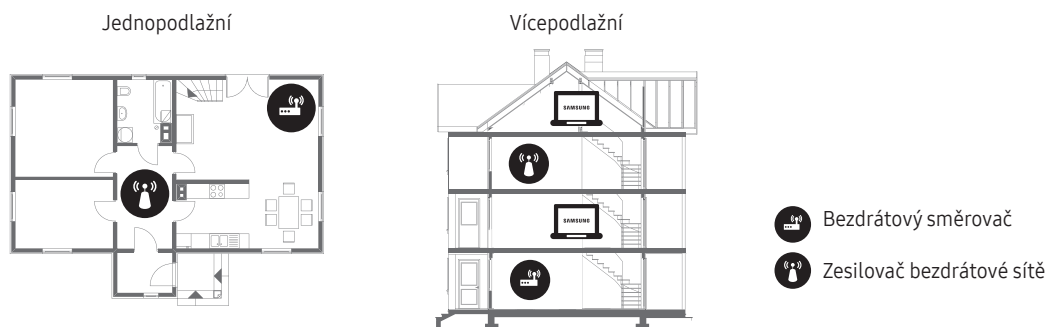 Jednopodlažní
Vícepodlažní
SAMSUNG
SAMSUNG
Bezdrátový směrovač
Zesilovač bezdrátové sítě